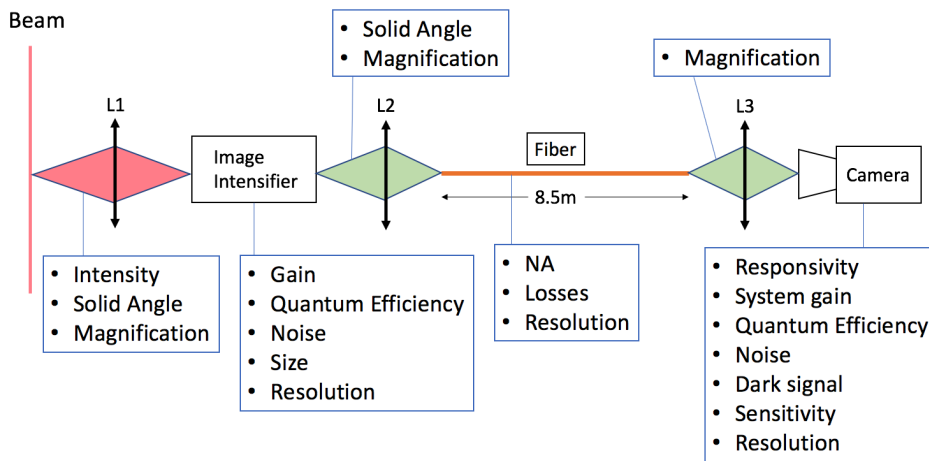 Beam
• Solid Angle
• Magnification
• Magnification
L1
L2
L3
Image
Intensifier
Fiber
Camera
8.5m
• Intensity
• Solid Angle
• Magnification
• Gain
• Quantum Efficiency
• Noise
• Size
• Resolution
• NA
• Losses
• Resolution
• Responsivity
• System gain
• Quantum Efficiency
• Noise
• Dark signal
• Sensitivity
• Resolution